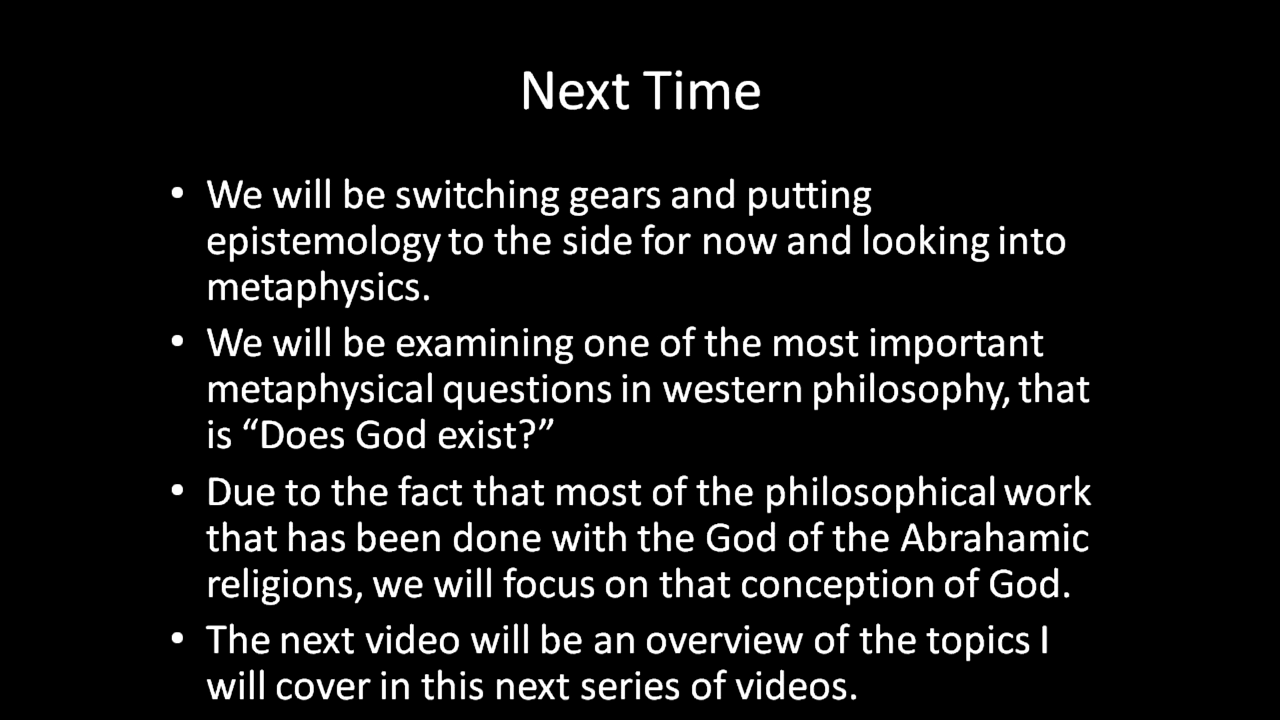 Next Time
• We will be switching gears and putting
epistemology to the side for now and looking into
metaphysics.
• We will be examining one of the most important
metaphysical questions in western philosophy, that
is “Does God exist?”
• Due to the fact that most of the philosophical work
that has been done with the God of the Abrahamic
religions, we will focus on that conception of God.
• The next video will be an overview of the topics I
will cover in this next series of videos.